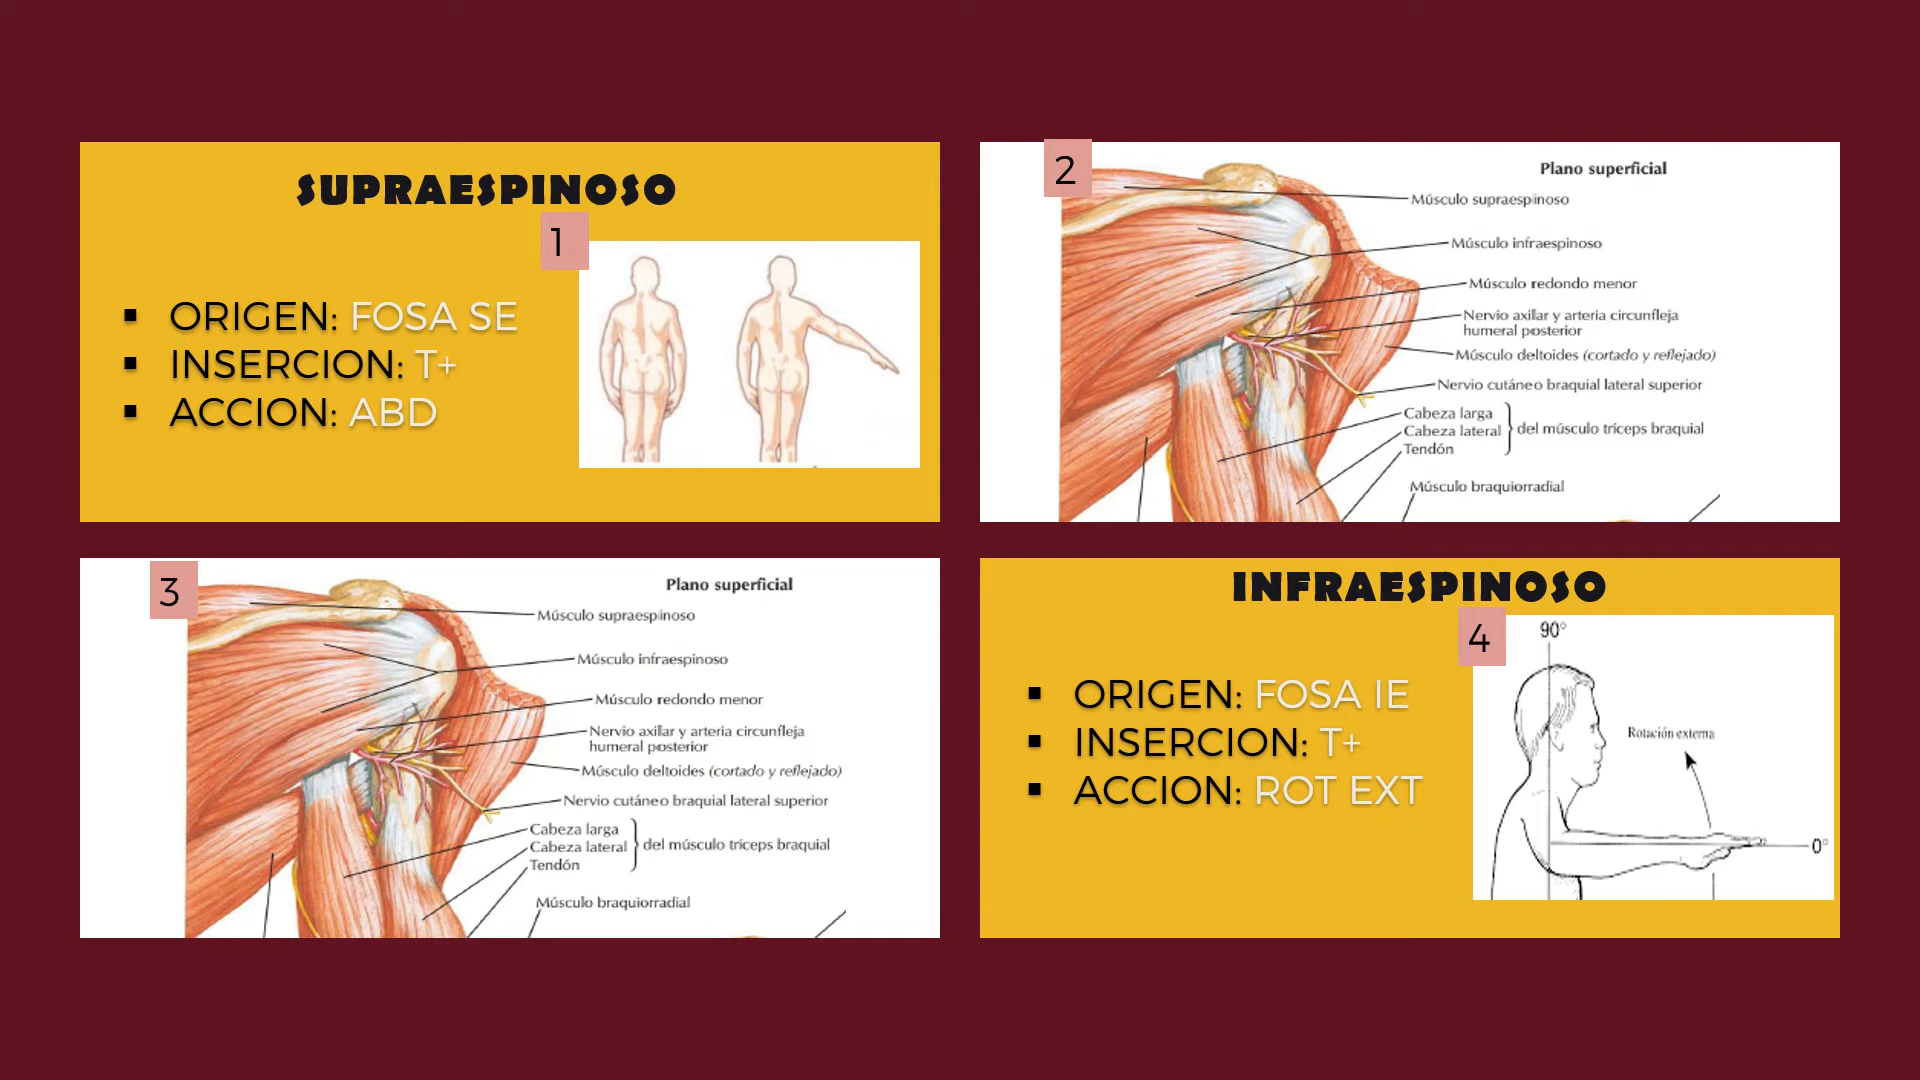 SUPRAESPINOSO
1
ORIGEN: FOSA SE
INSERCION: T+
ACCION: ABD
2
Plano superficial
Músculo supraespinoso
Músculo infraespinoso
Músculo redondo menor
Nervio axilar y arteria circunfleja
humeral posterior
Músculo deltoides (cortado y reflejado)
Nervio cutáneo braquial lateral superior
Cabeza larga
Cabeza lateral
Tendón
del músculo tríceps braquial
Músculo braquiorradial
3
Plano superficial
Músculo supraespinoso
Músculo infraespinoso
Músculo redondo menor
Nervio axilar y arteria circunfleja
humeral posterior
Músculo deltoides (cortado y reflejado)
Nervio cutáneo braquial lateral superior
Cabeza larga
Cabeza lateral
Tendón
del músculo tríceps braquial
Músculo braquiorradial
INFRAESPINOSO
4
ORIGEN: FOSA IE
INSERCION: T+
ACCION: ROT EXT
90°
Rotación externa
0°